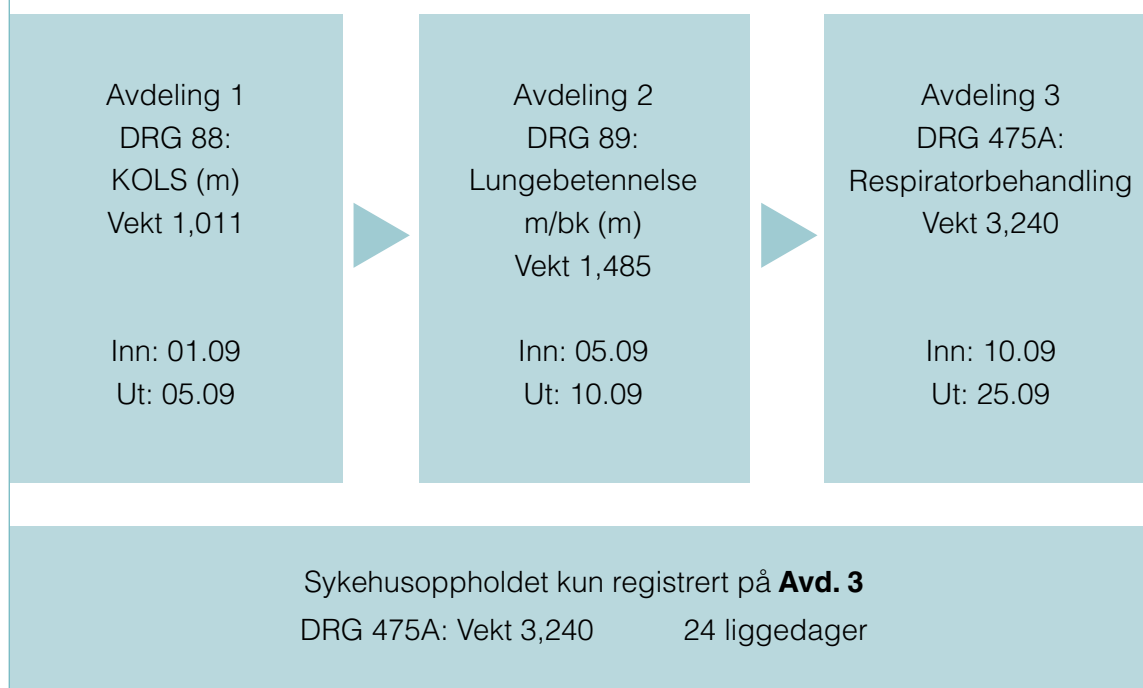 Avdeling 1
DRG 88:
KOLS (m)
Vekt 1,011
Inn: 01.09
Ut: 05.09
Avdeling 2
DRG 89:
Lungebetennelse
m/bk (m)
Vekt 1,485
Inn: 05.09
Ut: 10.09
Avdeling 3
DRG 475A:
Respiratorbehandling
Vekt 3,240
Inn: 10.09
Ut: 25.09
Sykehusoppholdet kun registrert på Avd. 3
DRG 475A: Vekt 3,240 24 liggedager